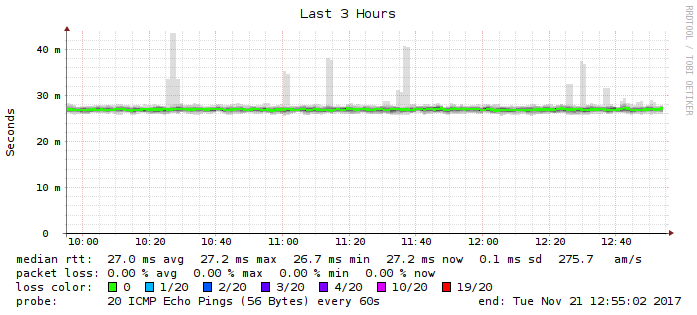 Last 3 Hours
RRDTOOL / TOBI OETIKER
Seconds
40 m
30 m
20 m
10 m
0
10:00 10:20 10:40 11:00 11:20 11:40 12:00 12:20 12:40
median rtt: 27.0 ms avg 27.2 ms max 26.7 ms min 27.2 ms now 0.1 ms sd 275.7 am/s
packet loss: 0.00 % avg 0.00 % max 0.00 % min 0.00 % now
loss color: 0 1/20 2/20 3/20 4/20 10/20 19/20
probe: 20 ICMP Echo Pings (56 Bytes) every 60s end: Tue Nov 21 12:55:02 2017